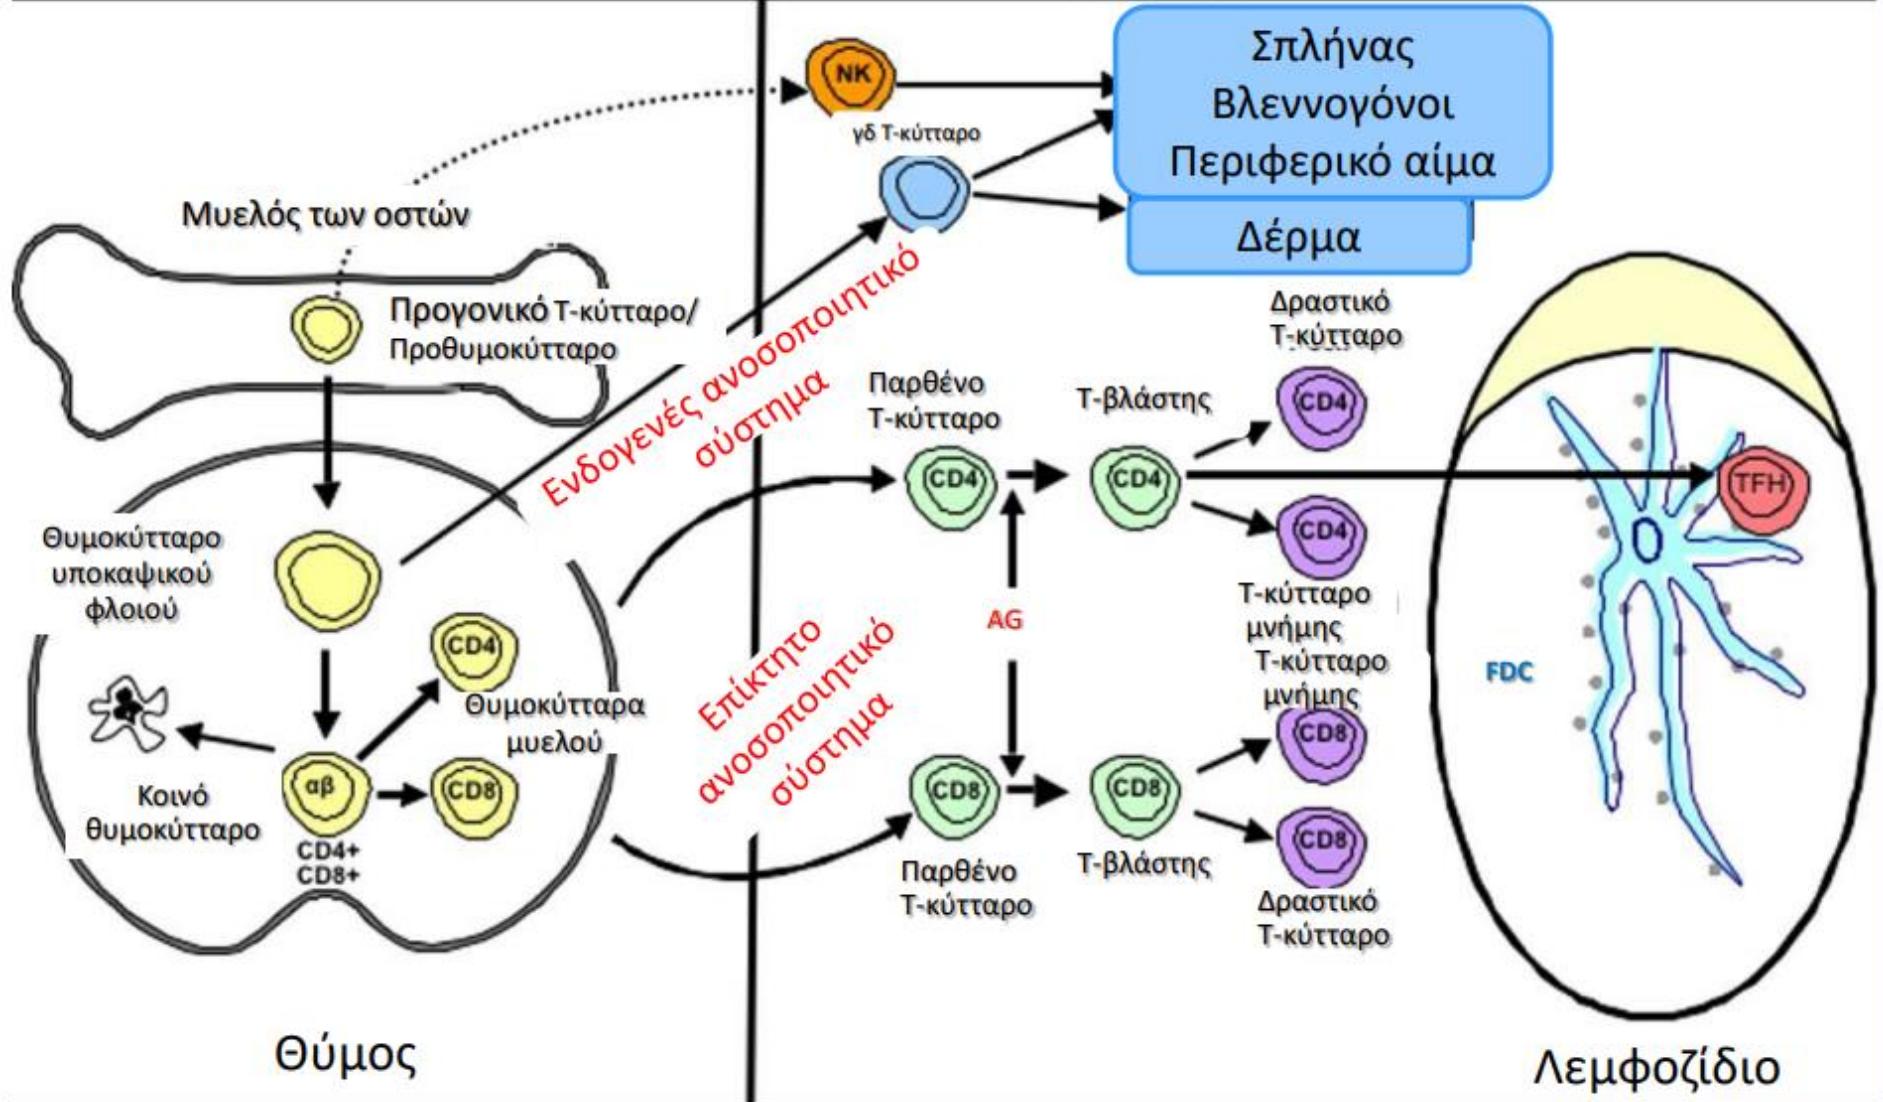 NK
γδ Τ-κύτταρο
Σπλήνας
Βλεννογόνοι
Περιφερικό αίμα
Δέρμα
Μυελός των οστών
Προγονικό Τ-κύτταρο/
Προθυμοκύτταρο
Ενδογενές ανοσοποιητικό
σύστημα
Θυμοκύτταρο
υποκαψικού
φλοιού
CD4
Θυμοκύτταρα
μυελού
CD8
αβ
CD4+
CD8+
Κοινό
θυμοκύτταρο
Θύμος
Επίκτητο
ανοσοποιητικό
σύστημα
Παρθένο
Τ-κύτταρο
CD4
Τ-βλάστης
CD4
Δραστικό
Τ-κύτταρο
CD4
CD4
Τ-κύτταρο
μνήμης
AG
Τ-κύτταρο
μνήμης
CD8
CD8
Παρθένο
Τ-κύτταρο
CD8
Τ-βλάστης
CD8
Δραστικό
Τ-κύτταρο
TFH
FDC
Λεμφοζίδιο